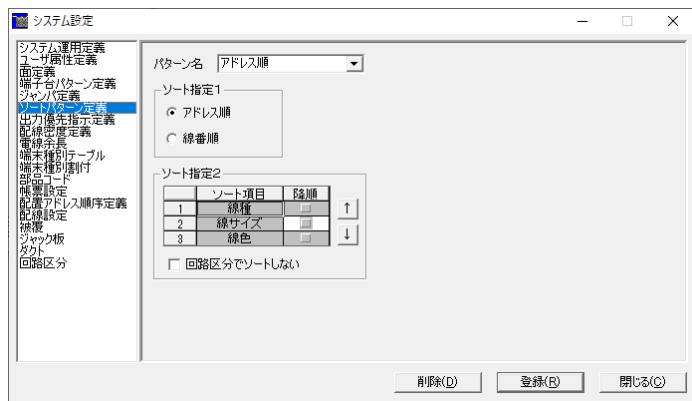 システム設定
システム運用定義
ユーザ属性定義
面定義
端子台パターン定義
ジャンパ定義
ソートパターン定義
出力優先指示定義
配線密度定義
電線余長
端末種別テーブル
端末種別割付
部品コード
帳票設定
配置アドレス順序定義
配線設定
被覆
ジャック板
ダクト
回路区分
パターン名 アドレス順
ソート指定1
アドレス順
線番順
ソート指定2
ソート項目 降順
1 線種
2 線サイズ
3 線色
↑
↓
回路区分でソートしない
削除(D) 登録(R) 閉じる(C)